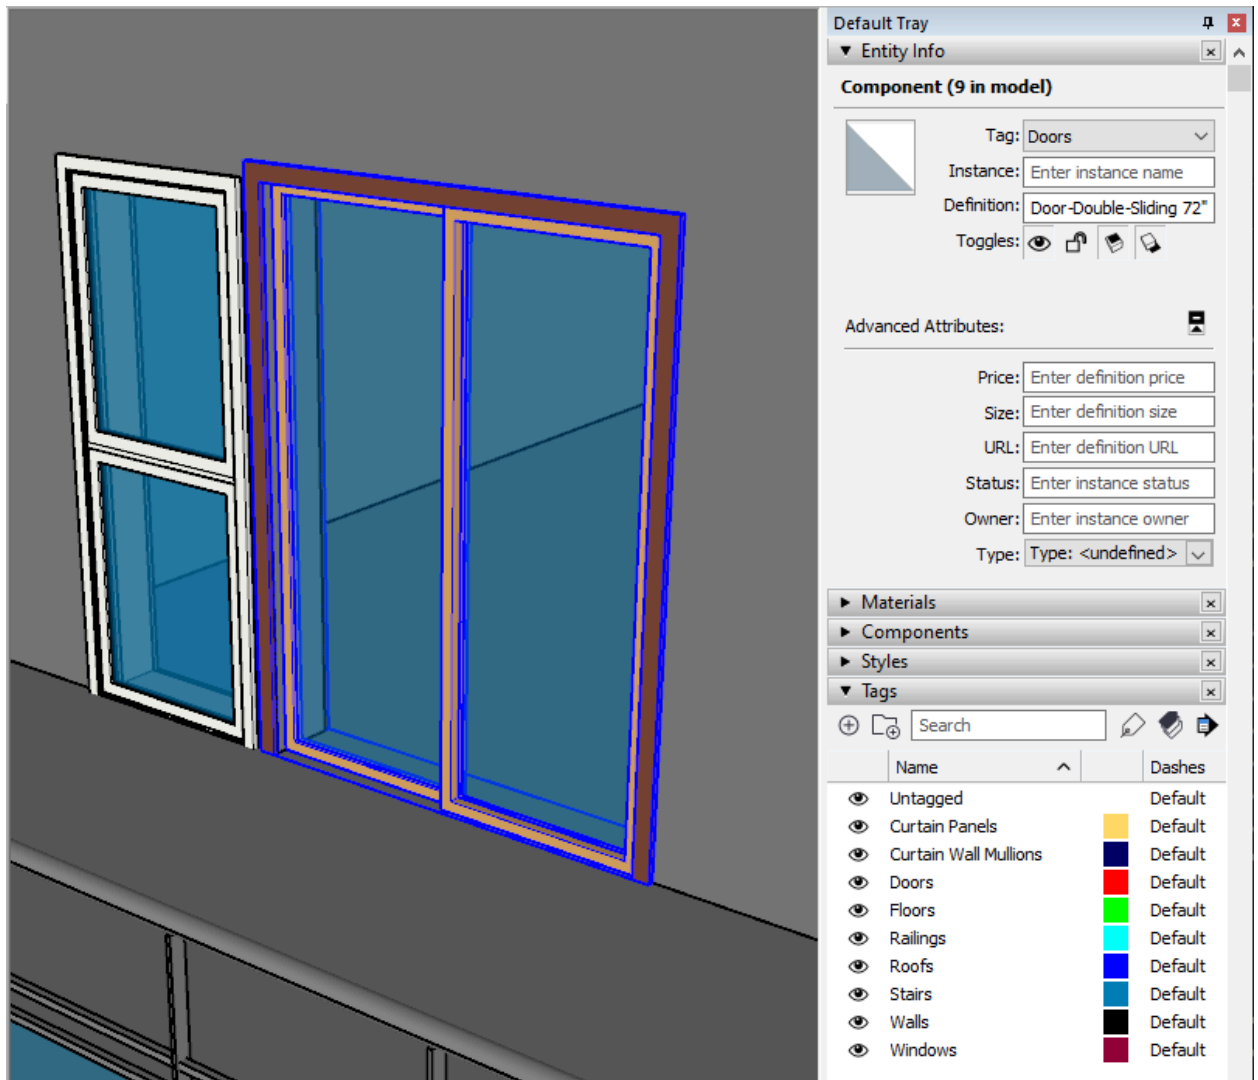 Default Tray
Entity Info
Component (9 in model)
Tag: Doors
Instance: Enter instance name
Definition: Door-Double-Sliding 72"
Toggles:
Advanced Attributes:
Price: Enter definition price
Size: Enter definition size
URL: Enter definition URL
Status: Enter instance status
Owner: Enter instance owner
Type: Type: <undefined>
Materials
Components
Styles
Tags
Search
Name Dashes
Untagged Default
Curtain Panels Default
Curtain Wall Mullions Default
Doors Default
Floors Default
Railings Default
Roofs Default
Stairs Default
Walls Default
Windows Default